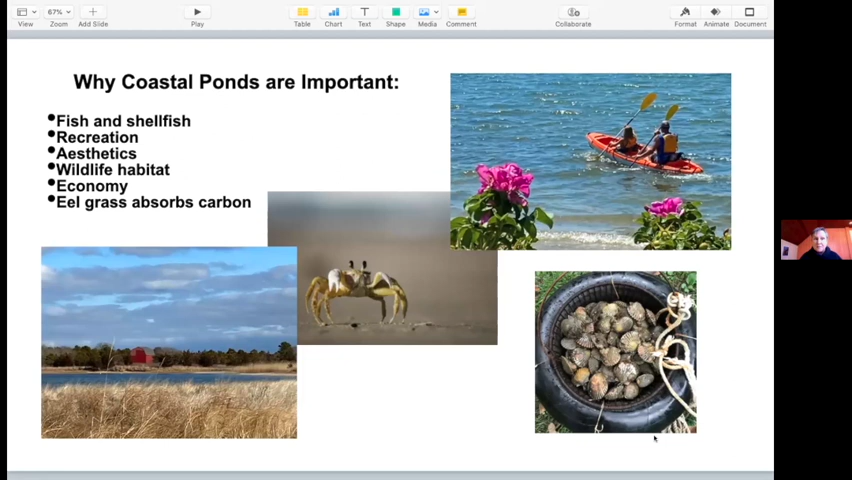 View
67%
Zoom
Add Slide
Play
Table
Chart
Text
Shape
Media
Comment
Collaborate
Format
Animate
Document
Why Coastal Ponds are Important:
•Fish and shellfish
•Recreation
•Aesthetics
•Wildlife habitat
•Economy
•Eel grass absorbs carbon